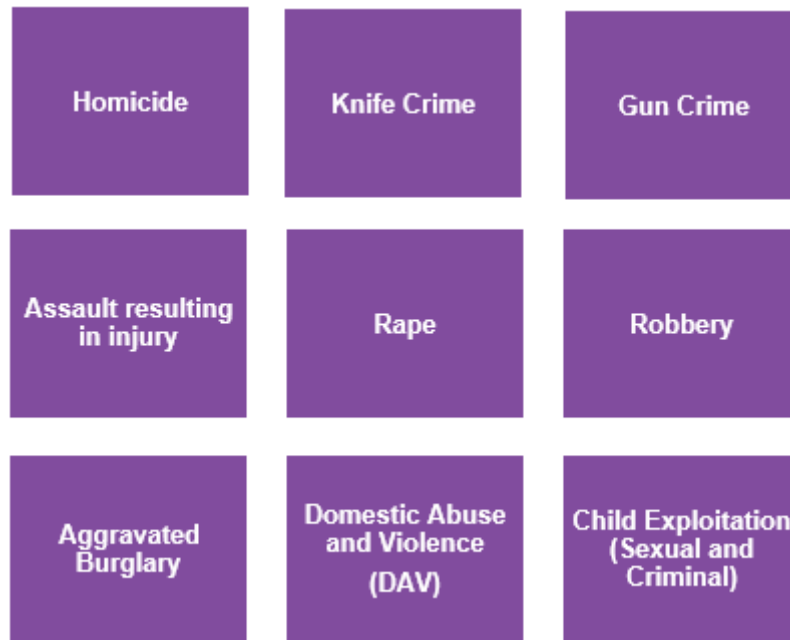 Homicide
Knife Crime
Gun Crime
Assault resulting
in injury
Rape
Robbery
Aggravated
Burglary
Domestic Abuse
and Violence
(DAV)
Child Exploitation
(Sexual and
Criminal)